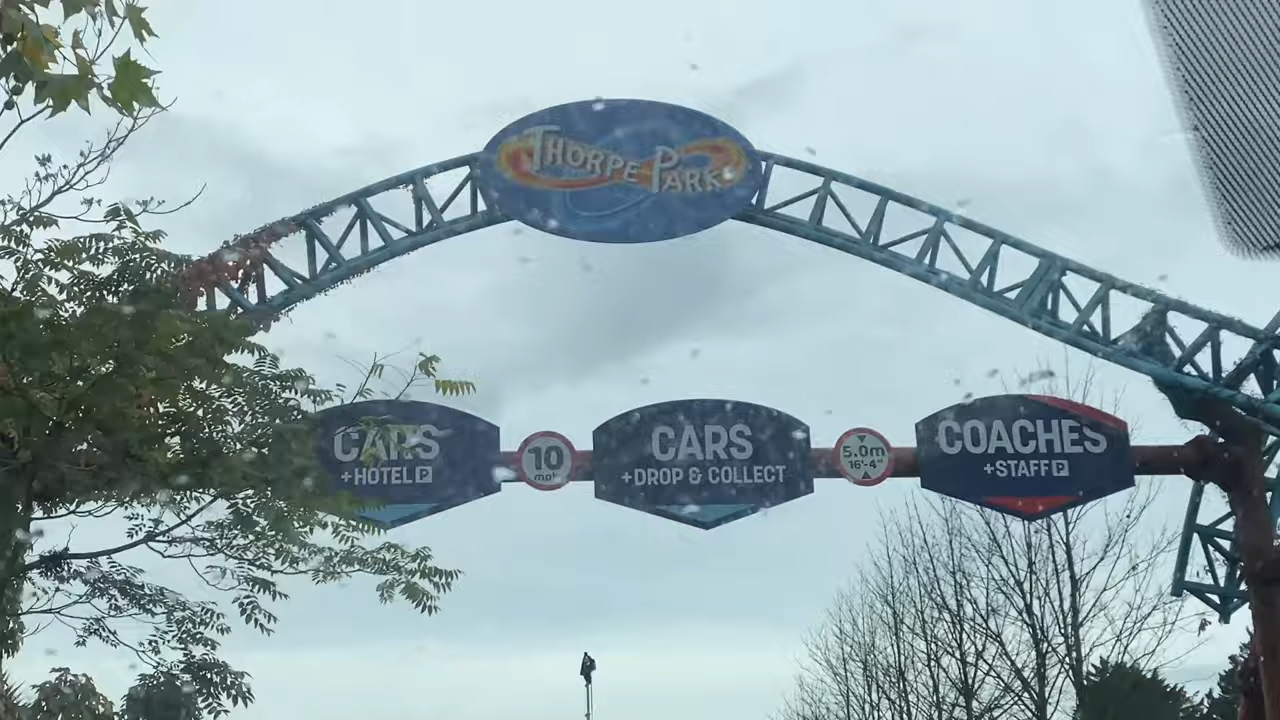 THORPE PARK
CARS
+HOTEL P
10
mph
CARS
+DROP & COLLECT
5.0m
16'-4"
COACHES
+STAFF P